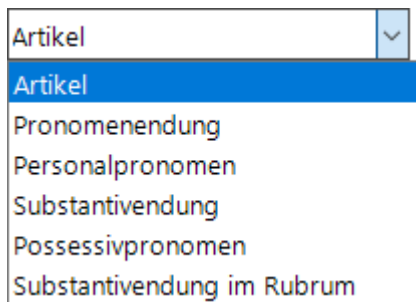 Artikel
Artikel
Pronomenendung
Personalpronomen
Substantivendung
Possessivpronomen
Substantivendung im Rubrum